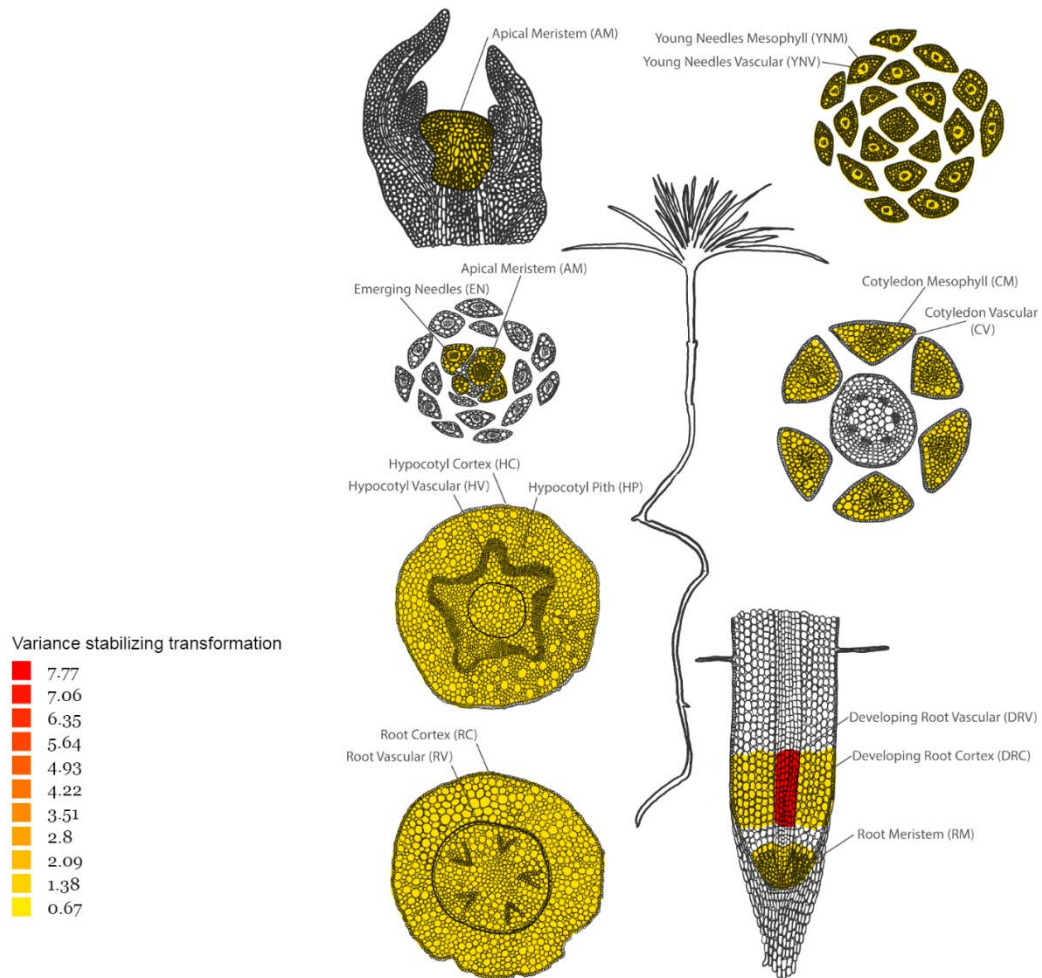 Apical Meristem (AM)
Young Needles Mesophyll (YNM)
Young Needles Vascular (YNV)
Apical Meristem (AM)
Emerging Needles (EN)
Cotyledon Mesophyll (CM)
Cotyledon Vascular
(CV)
Hypocotyl Cortex (HC)
Hypocotyl Vascular (HV)
Hypocotyl Pith (HP)
Variance stabilizing transformation
7.77
7.06
6.35
5.64
4.93
4.22
3.51
2.8
2.09
1.38
0.67
Root Cortex (RC)
Root Vascular (RV)
Developing Root Vascular (DRV)
Developing Root Cortex (DRC)
Root Meristem (RM)